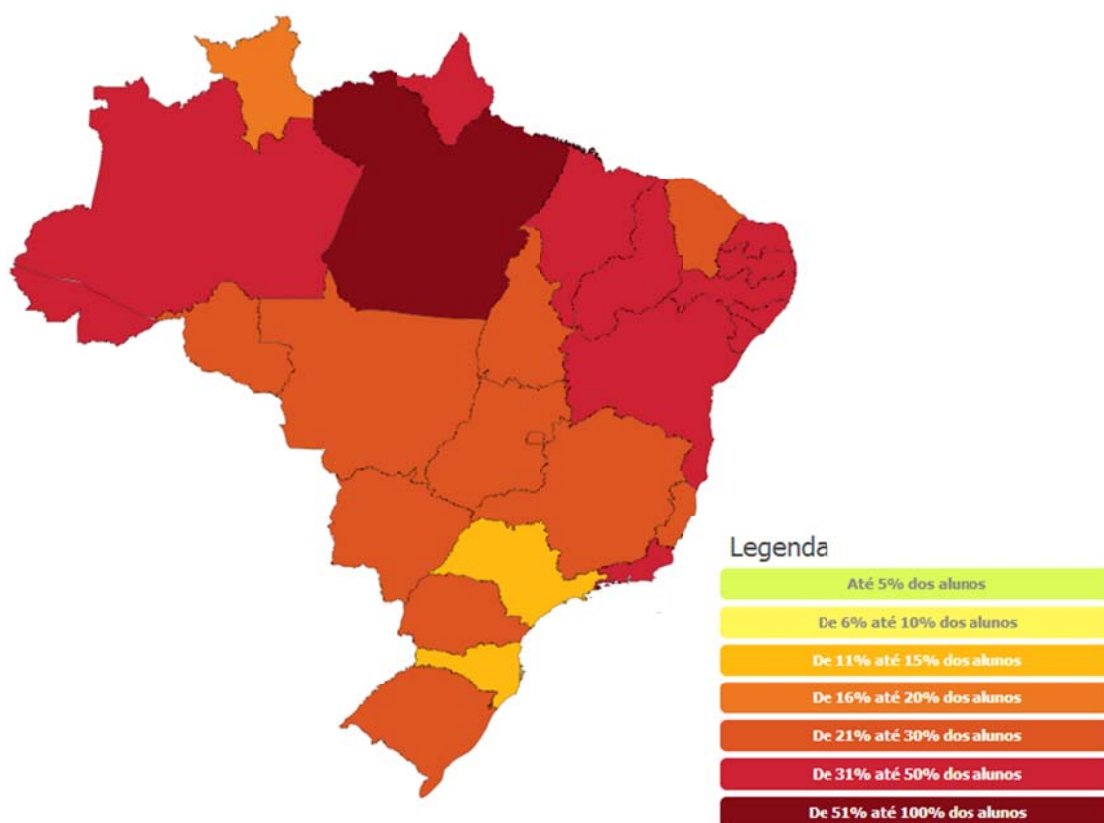 Legenda
Até 5% dos alunos
De 6% até 10% dos alunos
De 11% até 15% dos alunos
De 16% até 20% dos alunos
De 21% até 30% dos alunos
De 31% até 50% dos alunos
De 51% até 100% dos alunos